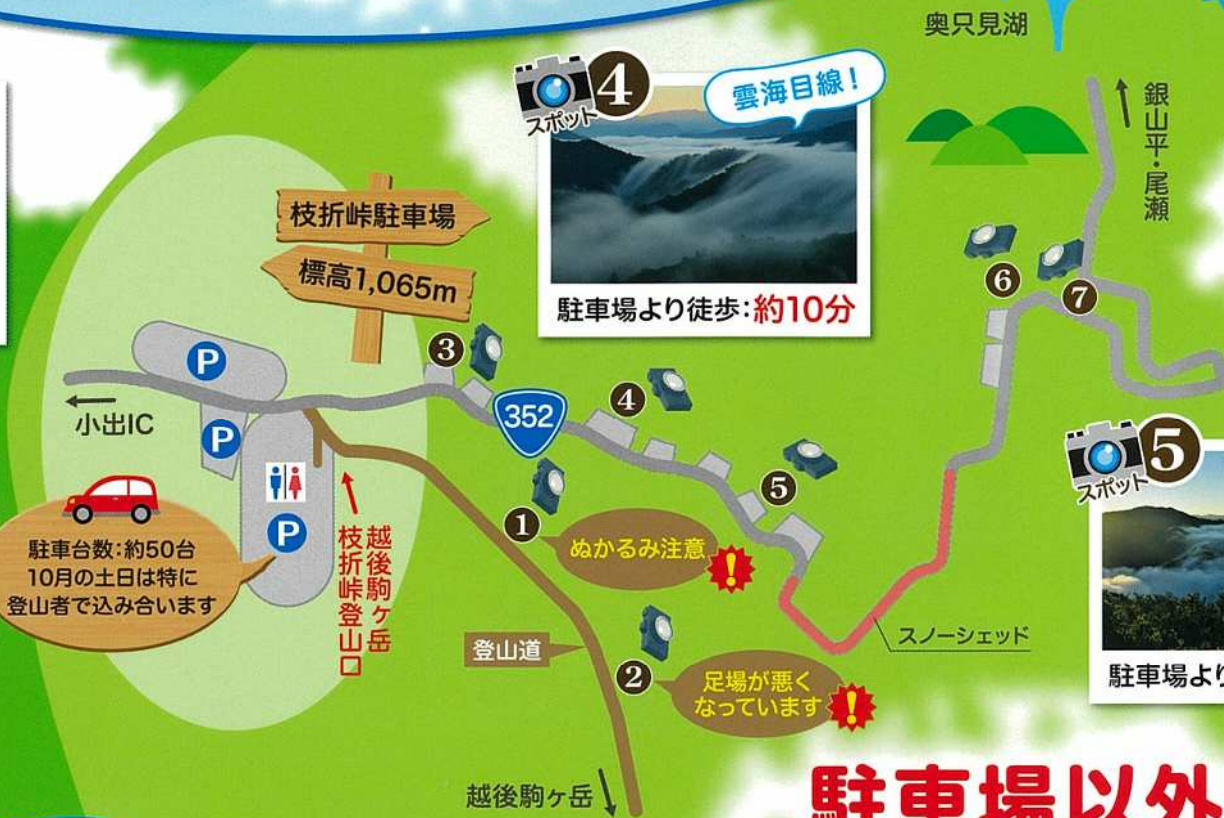 奥只見湖
スポット
4
雲海目線！
駐車場より徒歩：約10分
銀山平・尾瀬
枝折峠駐車場
標高1,065m
6
7
3
P
352
4
小出IC
P
5
スポット
5
1
ぬかるみ注意
!
P
越後駒ヶ岳
枝折峠登山口
駐車台数：約50台
10月の土日は特に
登山者で込み合います
登山道
2
足場が悪く
なっています
!
スノーシェッド
駐車場より
越後駒ヶ岳
駐車場以外